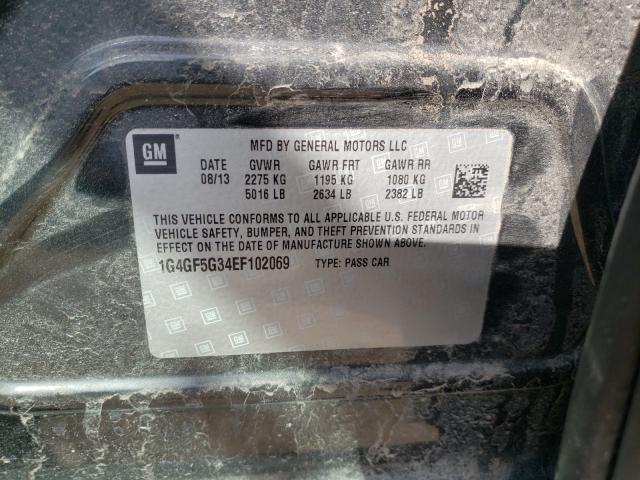 GM
MFD BY GENERAL MOTORS LLC
DATE GVWR GAWR FRT GAWR RR
08/13 2275 KG 1195 KG 1080 KG
5016 LB 2634 LB 2382 LB
THIS VEHICLE CONFORMS TO ALL APPLICABLE U.S. FEDERAL MOTOR
VEHICLE SAFETY, BUMPER, AND THEFT PREVENTION STANDARDS
IN EFFECT ON THE DATE OF MANUFACTURE SHOWN ABOVE.
1G4GF5G34EF102069 TYPE: PASS CAR